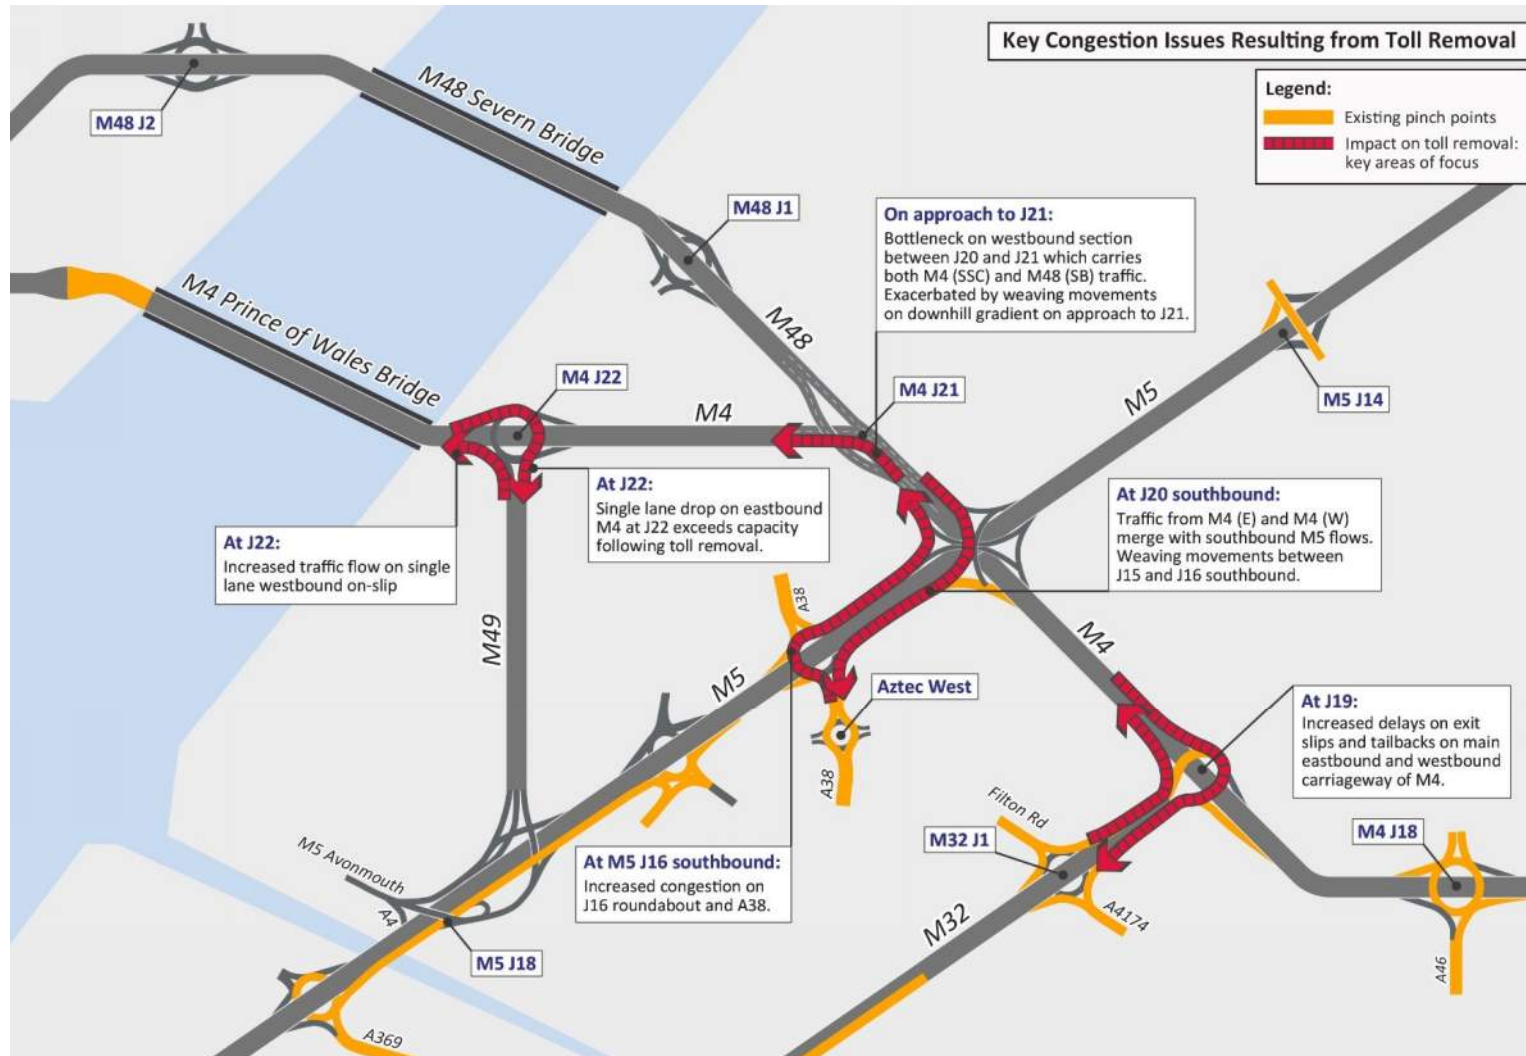 Key Congestion Issues Resulting from Toll Removal
Legend:
Existing pinch points
Impact on toll removal:
key areas of focus
M48 J2
M48 Severn Bridge
M48 J1
On approach to J21:
Bottleneck on westbound section
between J20 and J21 which carries
both M4 (SSC) and M48 (SB) traffic.
Exacerbated by weaving movements
on downhill gradient on approach to J21.
M4 Prince of Wales Bridge
M48
M4 J22
M4
M4 J21
M5
M5 J14
At J22:
Single lane drop on eastbound
M4 at J22 exceeds capacity
following toll removal.
At J20 southbound:
Traffic from M4 (E) and M4 (W)
merge with southbound M5 flows.
Weaving movements between
J15 and J16 southbound.
At J22:
Increased traffic flow on single
lane westbound on-slip
A38
M49
M4
M5
Aztec West
At J19:
Increased delays on exit
slips and tailbacks on main
eastbound and westbound
carriageway of M4.
A38
Filton Rd
M32 J1
M4 J18
M5 Avonmouth
A4
At M5 J16 southbound:
Increased congestion on
J16 roundabout and A38.
A4174
M32
M5 J18
A46
A369